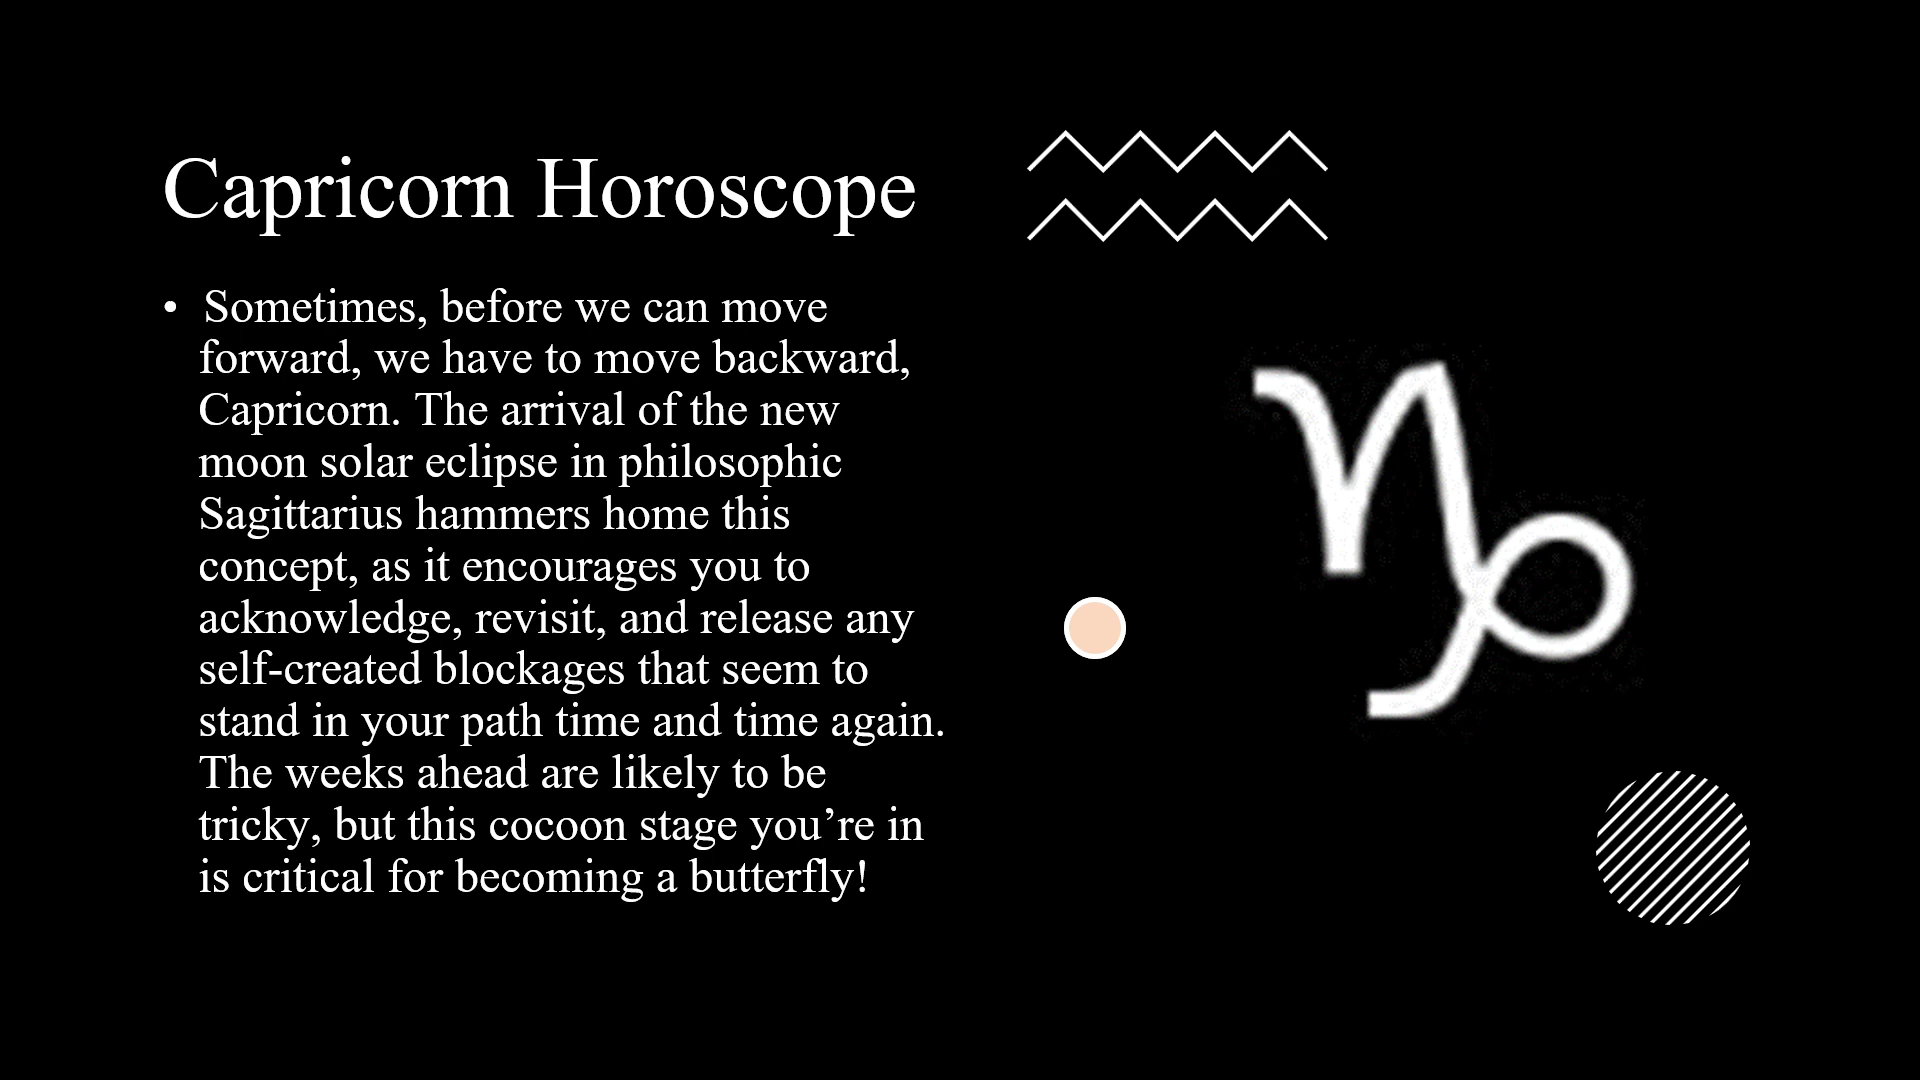 Capricorn Horoscope
• Sometimes, before we can move
forward, we have to move backward,
Capricorn. The arrival of the new
moon solar eclipse in philosophic
Sagittarius hammers home this
concept, as it encourages you to
acknowledge, revisit, and release any
self-created blockages that seem to
stand in your path time and time again.
The weeks ahead are likely to be
tricky, but this cocoon stage you’re in
is critical for becoming a butterfly!